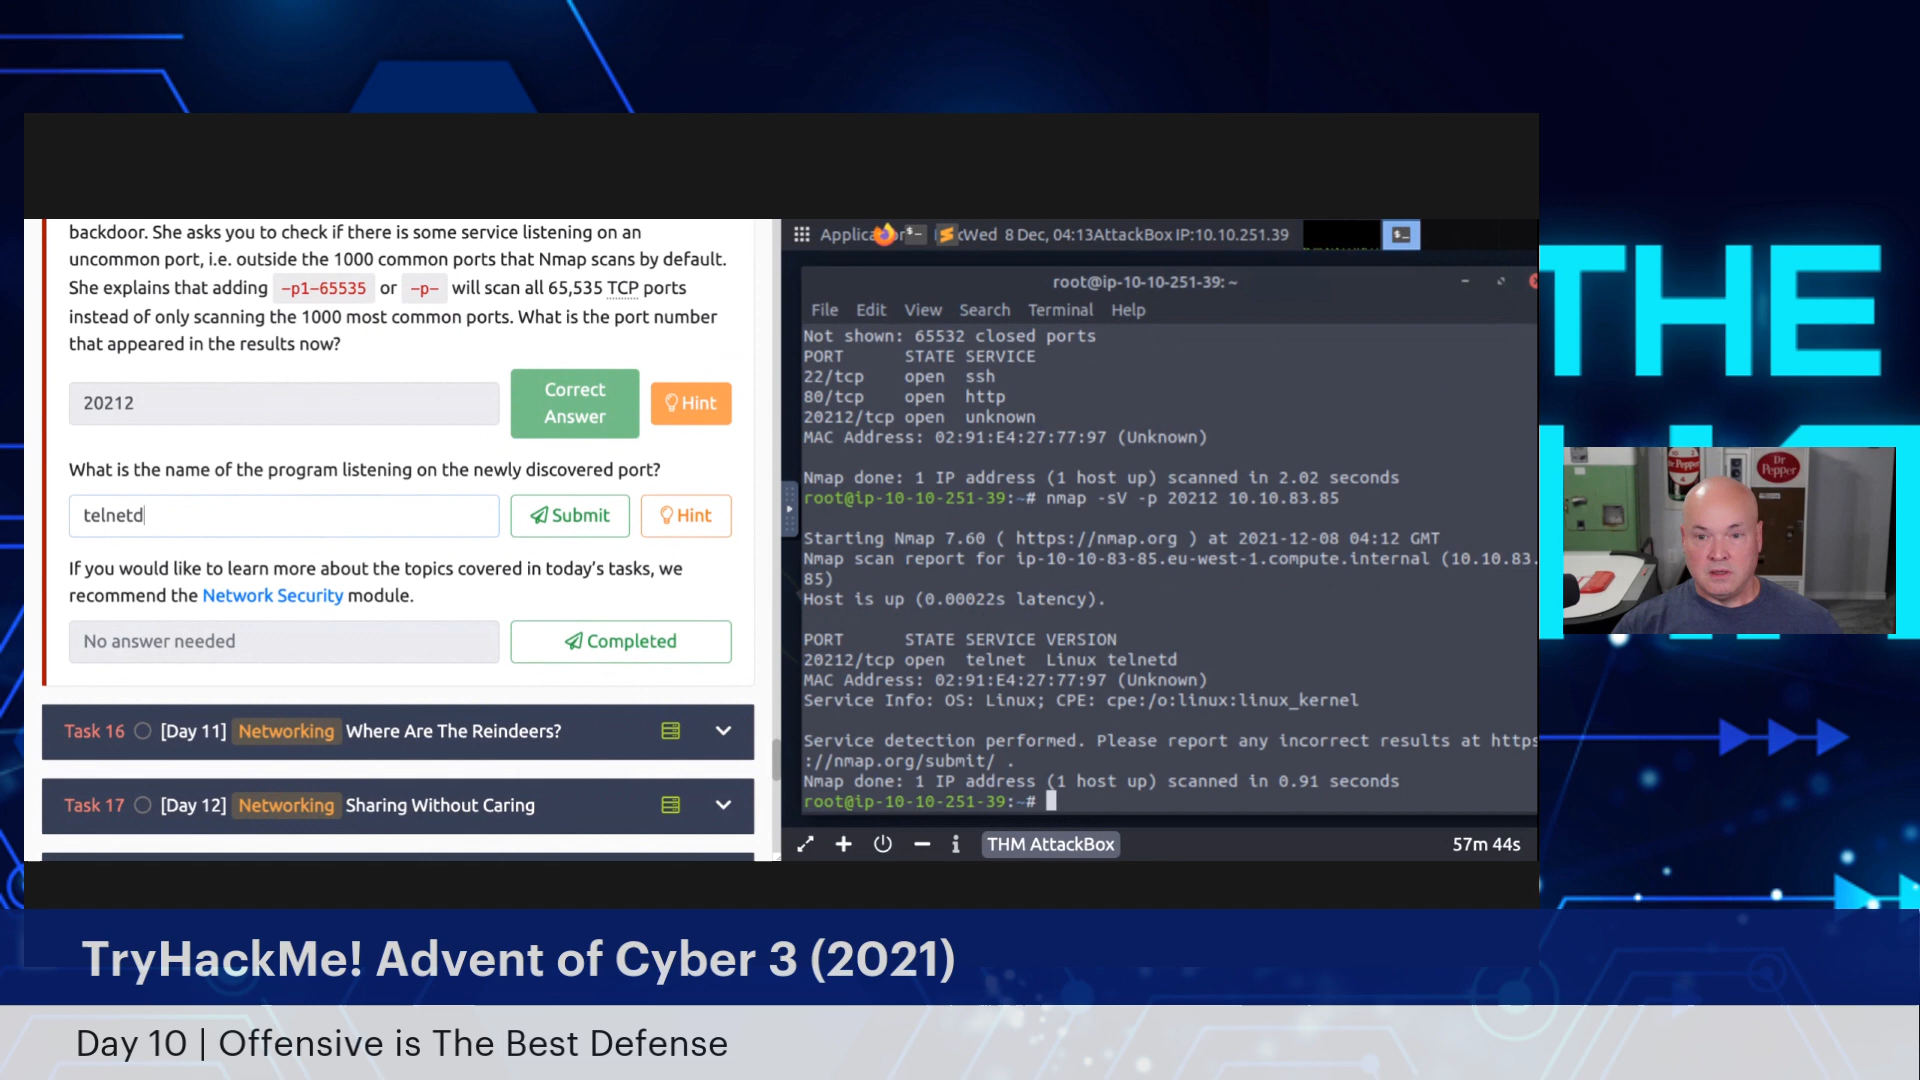 backdoor. She asks you to check if there is some service listening on an
uncommon port, i.e. outside the 1000 common ports that Nmap scans by default.
She explains that adding -p1-65535 or -p- will scan all 65,535 TCP ports
instead of only scanning the 1000 most common ports. What is the port number
that appeared in the results now?
20212
Correct
Answer
Hint
What is the name of the program listening on the newly discovered port?
telnetd
Submit
Hint
If you would like to learn more about the topics covered in today's tasks, we
recommend the Network Security module.
No answer needed
Completed
Task 16 [Day 11] Networking Where Are The Reindeers?
Task 17 [Day 12] Networking Sharing Without Caring
Wed 8 Dec, 04:13 AttackBox IP:10.10.251.39
root@ip-10-10-251-39: ~
File Edit View Search Terminal Help
Not shown: 65532 closed ports
PORT STATE SERVICE
22/tcp open ssh
80/tcp open http
20212/tcp open unknown
MAC Address: 02:91:E4:27:77:97 (Unknown)
Nmap done: 1 IP address (1 host up) scanned in 2.02 seconds
root@ip-10-10-251-39:~# nmap -sV -p 20212 10.10.83.85
Starting Nmap 7.60 ( https://nmap.org ) at 2021-12-08 04:12 GMT
Nmap scan report for ip-10-10-83-85.eu-west-1.compute.internal (10.10.83.
85)
Host is up (0.00022s latency).
PORT STATE SERVICE VERSION
20212/tcp open telnet Linux telnetd
MAC Address: 02:91:E4:27:77:97 (Unknown)
Service Info: OS: Linux; CPE: cpe:/o:linux:linux_kernel
Service detection performed. Please report any incorrect results at https
://nmap.org/submit/ .
Nmap done: 1 IP address (1 host up) scanned in 0.91 seconds
root@ip-10-10-251-39:~#
THM AttackBox
57m 44s
THE
Dr Pepper
Dr Pepper
TryHackMe! Advent of Cyber 3 (2021)
Day 10 | Offensive is The Best Defense